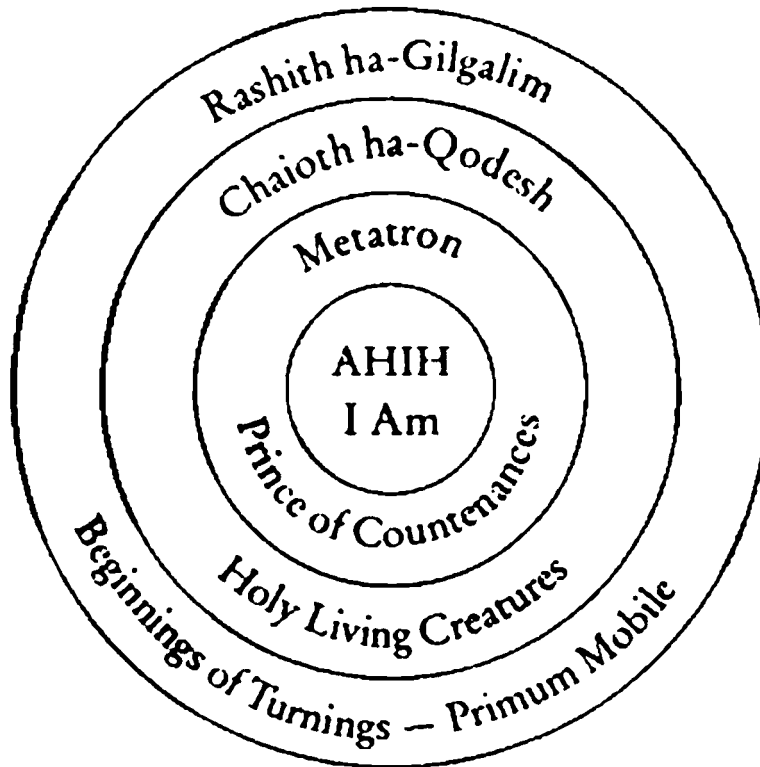 Rashith ha-Gilgalim
Chaioth ha-Qodesh
Metatron
AHIH
I Am
Prince of Countenances
Holy Living Creatures
Beginnings of Turnings — Primum Mobile